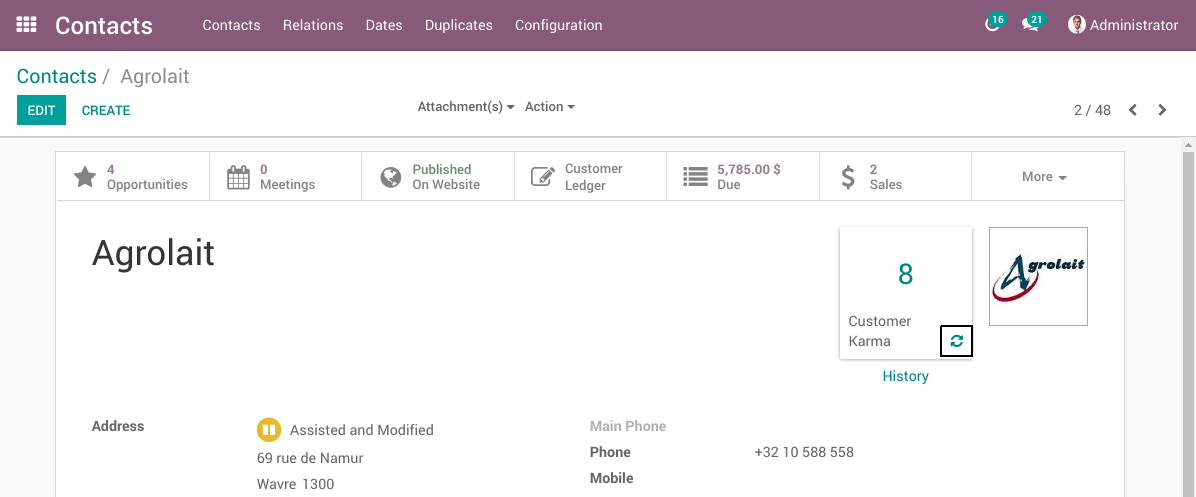 Contacts Contacts Relations Dates Duplicates Configuration 16 21 Administrator
Contacts / Agrolait
EDIT CREATE Attachment(s) Action 2 / 48
4 Opportunities
0 Meetings
Published On Website
Customer Ledger
5,785.00 $ Due
2 Sales
More
Agrolait
8
Customer
Karma
History
Agrolait
Address
Assisted and Modified
69 rue de Namur
Wavre 1300
Main Phone
Phone +32 10 588 558
Mobile